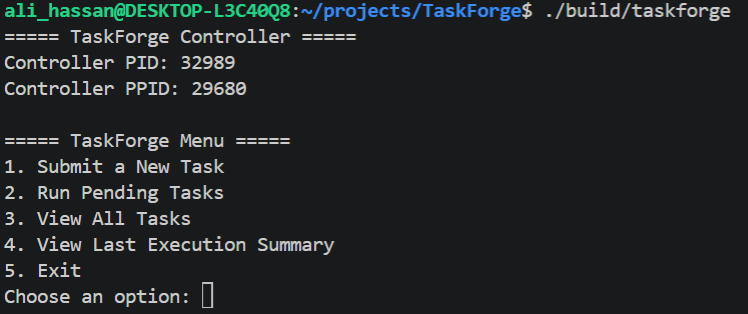 ali_hassan@DESKTOP-L3C40Q8:~/projects/TaskForge$ ./build/taskforge
===== TaskForge Controller =====
Controller PID: 32989
Controller PPID: 29680
===== TaskForge Menu =====
1. Submit a New Task
2. Run Pending Tasks
3. View All Tasks
4. View Last Execution Summary
5. Exit
Choose an option: